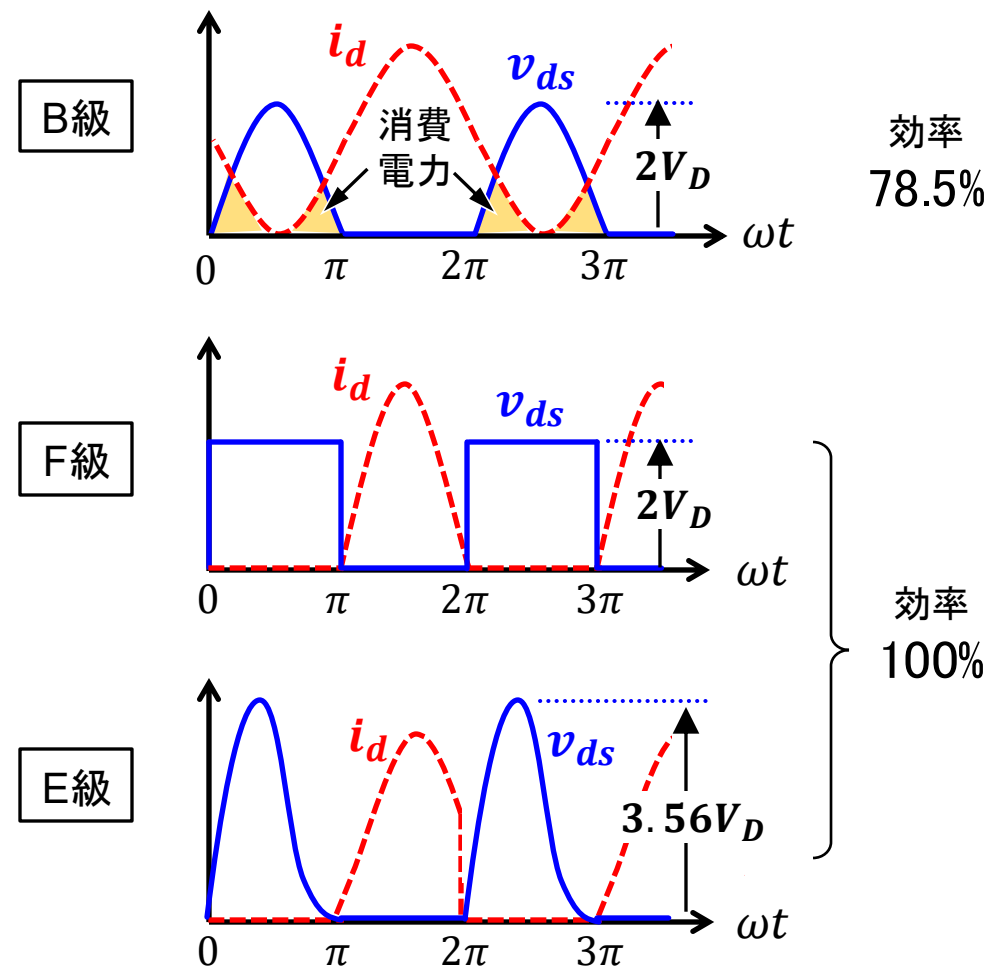 B級
i_d
v_ds
消費
電力
2V_D
ωt
0 π 2π 3π
効率
78.5%
F級
i_d
v_ds
2V_D
ωt
0 π 2π 3π
効率
100%
E級
i_d
v_ds
3.56V_D
ωt
0 π 2π 3π